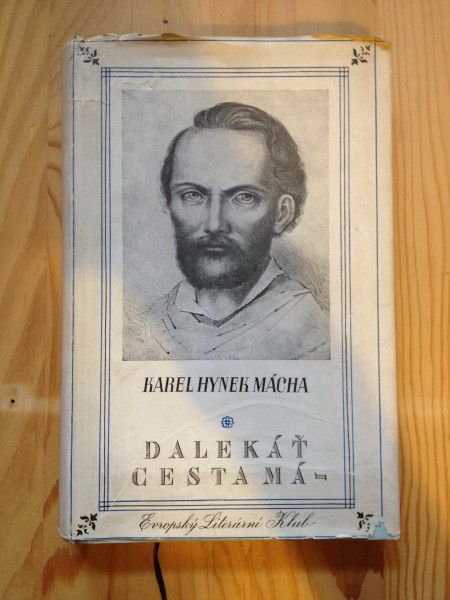 KAREL HYNEK MÁCHA
DALEKÁŤ
CESTA MÁ-
Evropský Literární Klub